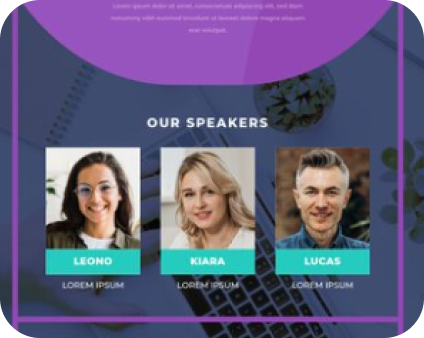 Lorem ipsum dolor sit amet, consectetuer adipiscing elit, sed diam
nonummy nibh euismod tincidunt ut laoreet dolore magna aliquam
erat volutpat.
OUR SPEAKERS
LEONO KIARA LUCAS
LOREM IPSUM LOREM IPSUM LOREM IPSUM